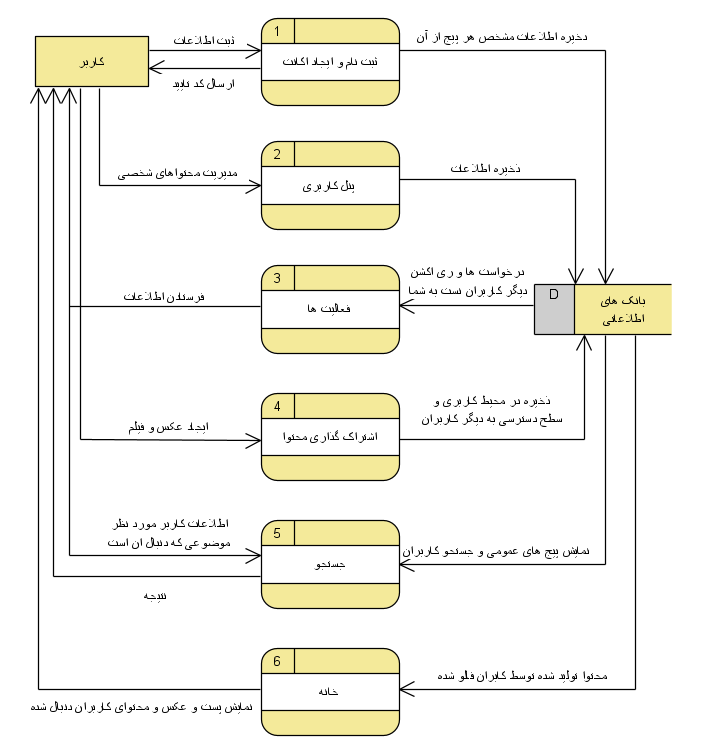 1
ثبت اطلاعات
ذخیره اطلاعات مشخص هر پیج از آن
کاربر
ثبت نام و ایجاد اکانت
ارسال کد تایید
2
ذخیره اطلاعات
مدیریت محتواهای شخصی
پنل کاربری
3
درخواست ها و ری اکشن
دیگر کاربران نست به شما
D
بانک های
اطلاعاتی
فرستادن اطلاعات
فعالیت ها
4
ذخیره در محیط کاربری و
سطح دسترسی به دیگر کاربران
ایجاد عکس و فیلم
اشتراک گذاری محتوا
5
اطلاعات کاربر مورد نظر
موضوعی که دنبال ان است
نمایش پیج های عمومی و جستجو کاربران
جستجو
نتیجه
6
محتوا تولید شده توسط کابران فلو شده
خانه
نمایش پست و عکس و محتوای کاربران دنبال شده